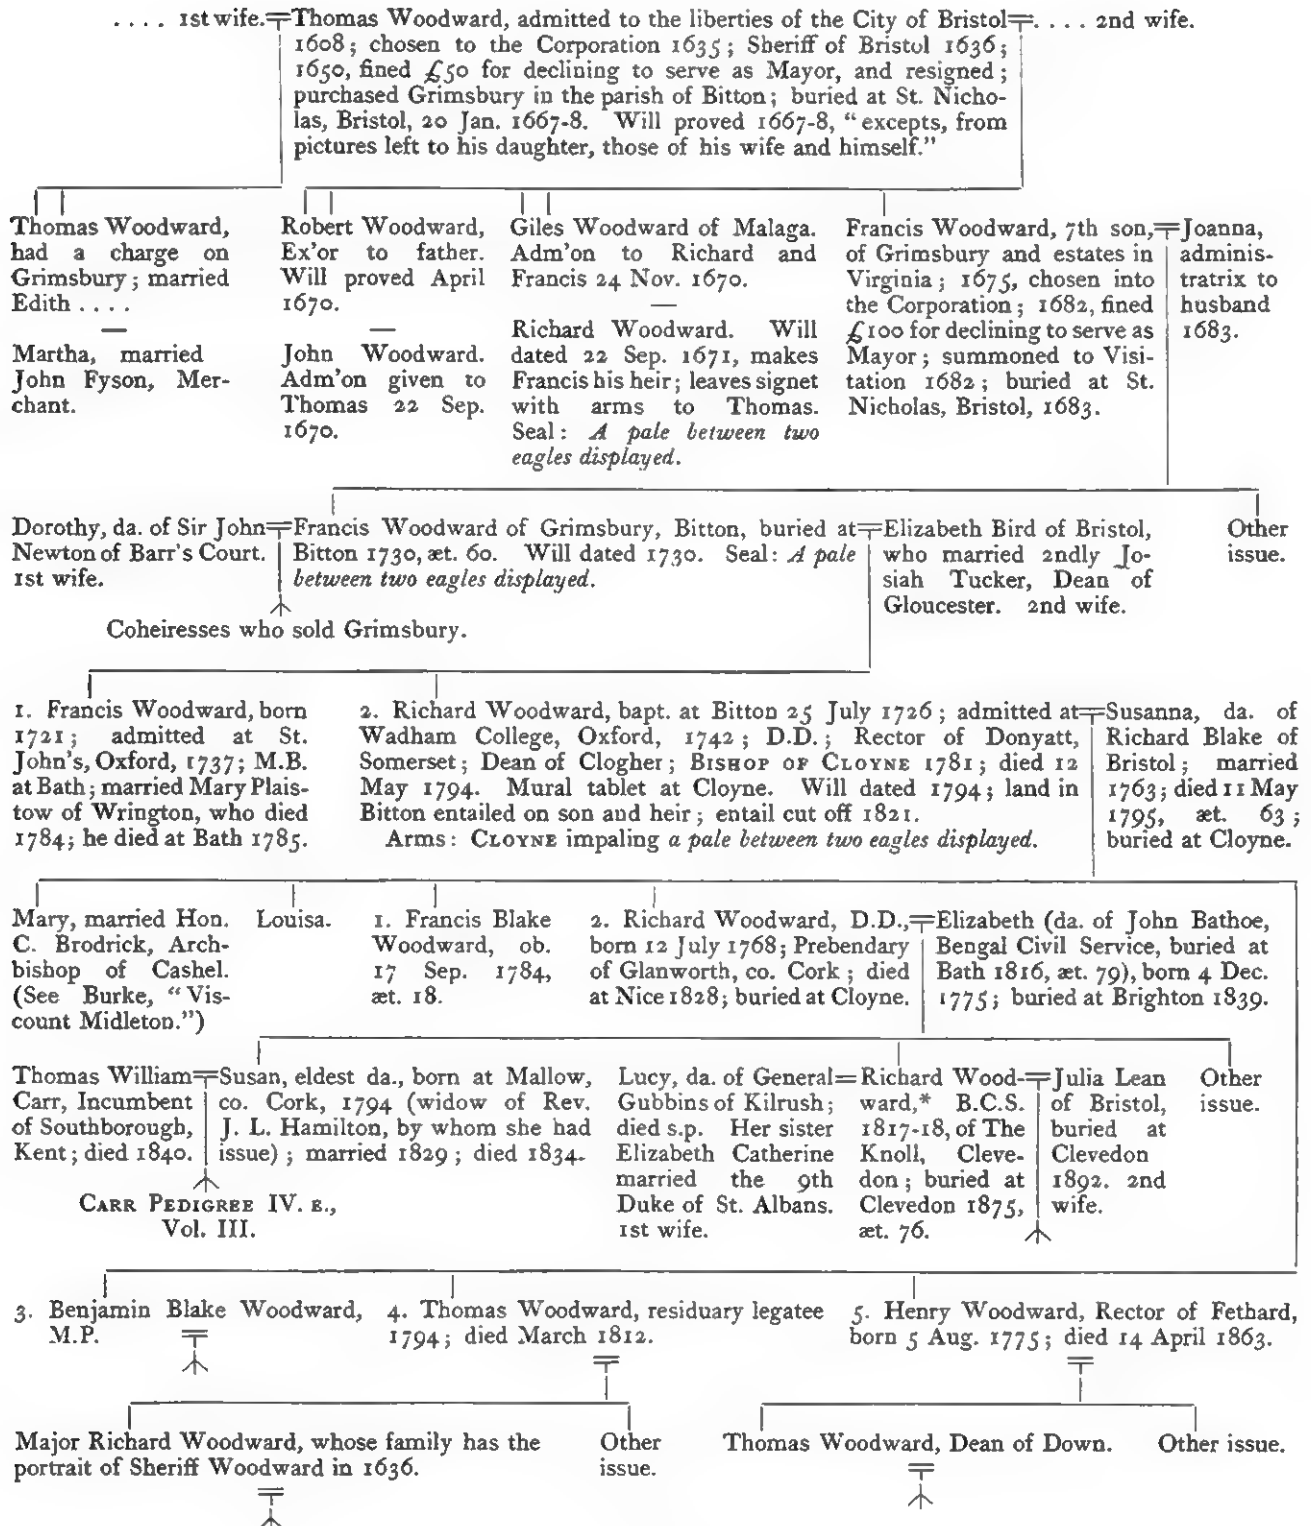 .... 1st wife.=Thomas Woodward, admitted to the liberties of the City of Bristol=.... 2nd wife.
1608; chosen to the Corporation 1635; Sheriff of Bristol 1636;
1650, fined £50 for declining to serve as Mayor, and resigned;
purchased Grimsbury in the parish of Bitton; buried at St. Nicho-
las, Bristol, 20 Jan. 1667-8. Will proved 1667-8, "excepts, from
pictures left to his daughter, those of his wife and himself."
Thomas Woodward,
had a charge on
Grimsbury; married
Edith ....
—
Martha, married
John Fyson, Mer-
chant.
Robert Woodward,
Ex'or to father.
Will proved April
1670.
—
John Woodward.
Adm'on given to
Thomas 22 Sep.
1670.
Giles Woodward of Malaga.
Adm'on to Richard and
Francis 24 Nov. 1670.
—
Richard Woodward. Will
dated 22 Sep. 1671, makes
Francis his heir; leaves signet
with arms to Thomas.
Seal: A pale between two
eagles displayed.
Francis Woodward, 7th son,=
of Grimsbury and estates in
Virginia; 1675, chosen into
the Corporation; 1682, fined
£100 for declining to serve as
Mayor; summoned to Visi-
tation 1682; buried at St.
Nicholas, Bristol, 1683.
Joanna,
adminis-
tratrix to
husband
1683.
Dorothy, da. of Sir John=
Newton of Barr's Court.
1st wife.
Francis Woodward of Grimsbury, Bitton, buried at=
Bitton 1730, æt. 60. Will dated 1730. Seal: A pale
between two eagles displayed.
Elizabeth Bird of Bristol,
who married 2ndly Jo-
siah Tucker, Dean of
Gloucester. 2nd wife.
Other
issue.
Coheiresses who sold Grimsbury.
1. Francis Woodward, born
1721; admitted at St.
John's, Oxford, 1737; M.B.
at Bath; married Mary Plais-
tow of Wrington, who died
1784; he died at Bath 1785.
2. Richard Woodward, bapt. at Bitton 25 July 1726; admitted at=
Wadham College, Oxford, 1742; D.D.; Rector of Donyatt,
Somerset; Dean of Clogher; BISHOP OF CLOYNE 1781; died 12
May 1794. Mural tablet at Cloyne. Will dated 1794; land in
Bitton entailed on son and heir; entail cut off 1821.
Arms: CLOYNE impaling a pale between two eagles displayed.
Susanna, da. of
Richard Blake of
Bristol; married
1763; died 11 May
1795, æt. 63;
buried at Cloyne.
Mary, married Hon.
C. Brodrick, Arch-
bishop of Cashel.
(See Burke, "Vis-
count Midleton.")
Louisa.
1. Francis Blake
Woodward, ob.
17 Sep. 1784,
æt. 18.
2. Richard Woodward, D.D.,=
born 12 July 1768; Prebendary
of Glanworth, co. Cork; died
at Nice 1828; buried at Cloyne.
Elizabeth (da. of John Bathoe,
Bengal Civil Service, buried at
Bath 1816, æt. 79), born 4 Dec.
1775; buried at Brighton 1839.
Thomas William=
Carr, Incumbent
of Southborough,
Kent; died 1840.
Susan, eldest da., born at Mallow,
co. Cork, 1794 (widow of Rev.
J. L. Hamilton, by whom she had
issue); married 1829; died 1834.
CARR PEDIGREE IV. E.,
Vol. III.
Lucy, da. of General=
Gubbins of Kilrush;
died s.p. Her sister
Elizabeth Catherine
married the 9th
Duke of St. Albans.
1st wife.
Richard Wood-=
ward,* B.C.S.
1817-18, of The
Knoll, Cleve-
don; buried at
Clevedon 1875,
æt. 76.
Julia Lean
of Bristol,
buried at
Clevedon
1892. 2nd
wife.
Other
issue.
3. Benjamin Blake Woodward,
M.P.
4. Thomas Woodward, residuary legatee
1794; died March 1812.
5. Henry Woodward, Rector of Fethard,
born 5 Aug. 1775; died 14 April 1863.
Major Richard Woodward, whose family has the
portrait of Sheriff Woodward in 1636.
Other
issue.
Thomas Woodward, Dean of Down.
Other issue.